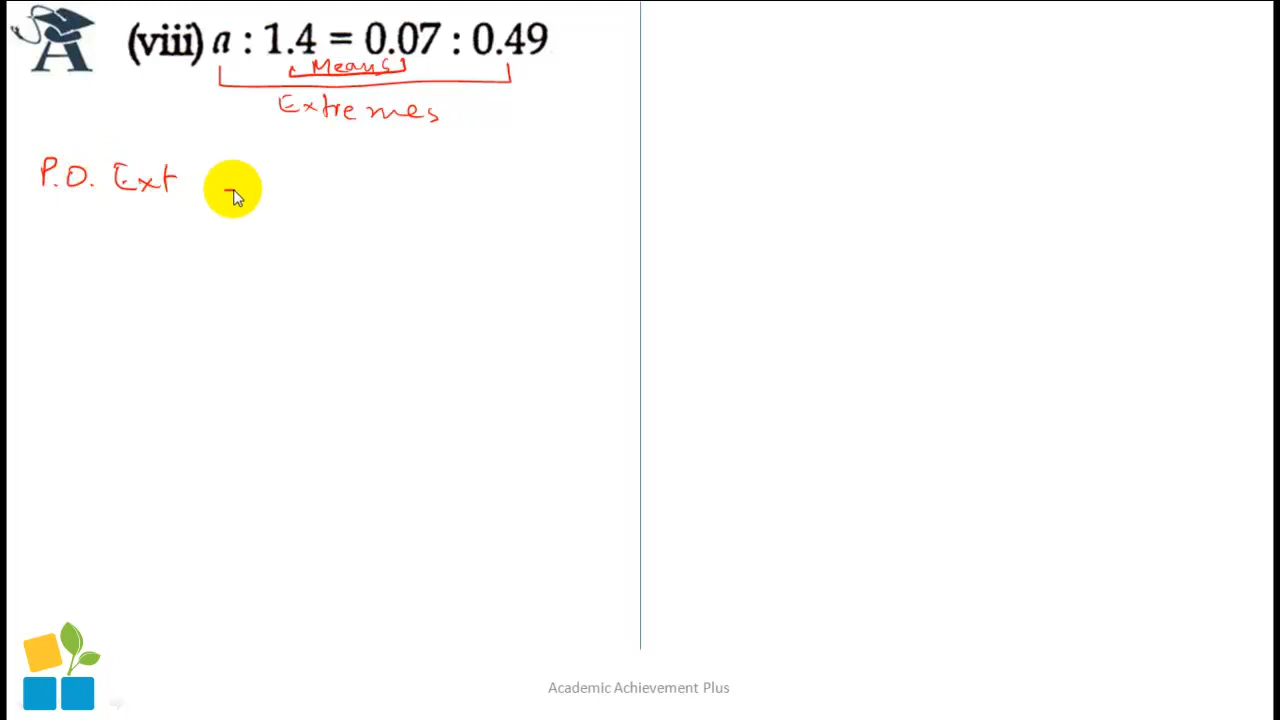 (viii) a : 1.4 = 0.07 : 0.49
Means
Extremes
P.O. Ext
Academic Achievement Plus